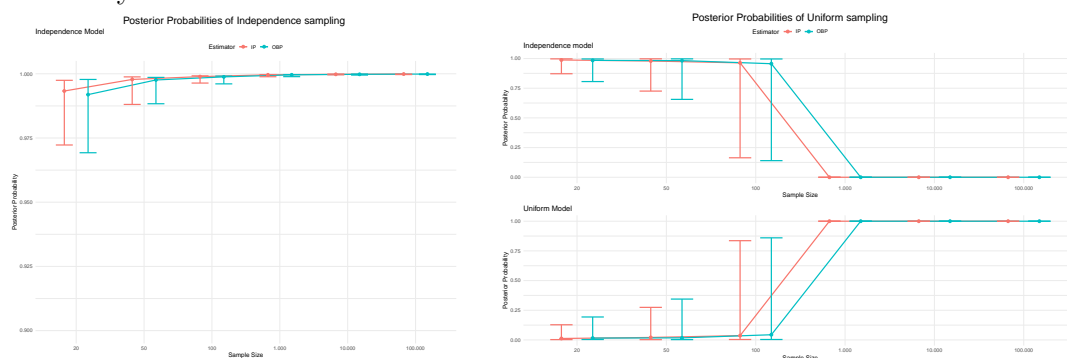 Posterior Probabilities of Independence sampling
Independence Model
Estimator IP OBP
1.000
0.975
0.950
0.925
0.900
Posterior Probability
20 50 100 1.000 10.000 100.000
Sample Size
Posterior Probabilities of Uniform sampling
Estimator IP OBP
Independence model
1.00
0.75
0.50
0.25
0.00
Posterior Probability
20 50 100 1.000 10.000 100.000
Sample Size
Uniform Model
1.00
0.75
0.50
0.25
0.00
Posterior Probability
20 50 100 1.000 10.000 100.000
Sample Size